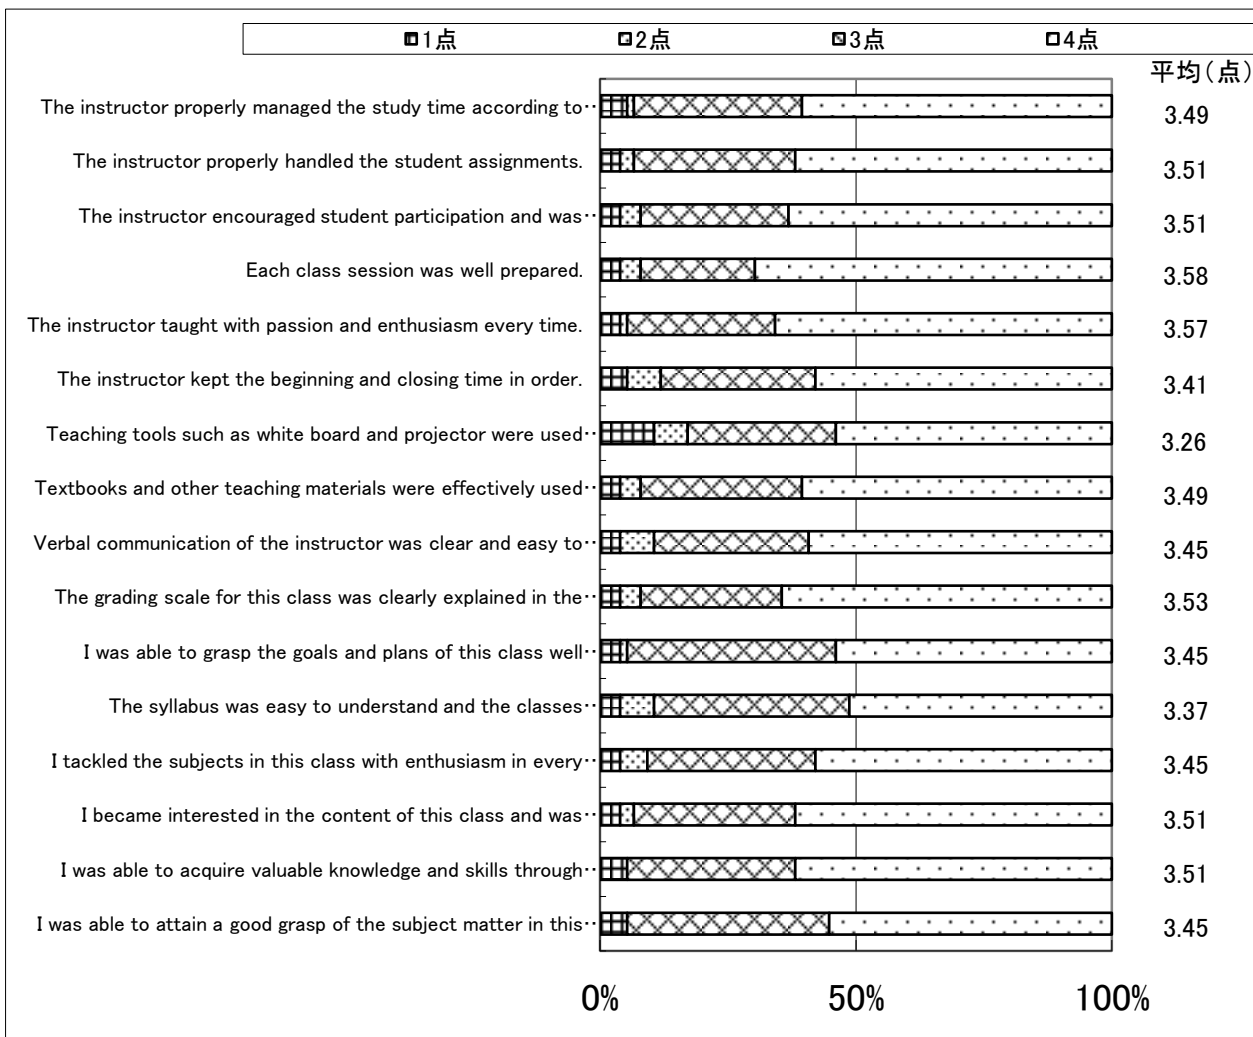 1点 2点 3点 4点
平均(点)
The instructor properly managed the study time according to‥ 3.49
The instructor properly handled the student assignments. 3.51
The instructor encouraged student participation and was‥ 3.51
Each class session was well prepared. 3.58
The instructor taught with passion and enthusiasm every time. 3.57
The instructor kept the beginning and closing time in order. 3.41
Teaching tools such as white board and projector were used‥ 3.26
Textbooks and other teaching materials were effectively used‥ 3.49
Verbal communication of the instructor was clear and easy to‥ 3.45
The grading scale for this class was clearly explained in the‥ 3.53
I was able to grasp the goals and plans of this class well‥ 3.45
The syllabus was easy to understand and the classes‥ 3.37
I tackled the subjects in this class with enthusiasm in every‥ 3.45
I became interested in the content of this class and was‥ 3.51
I was able to acquire valuable knowledge and skills through‥ 3.51
I was able to attain a good grasp of the subject matter in this‥ 3.45
0% 50% 100%